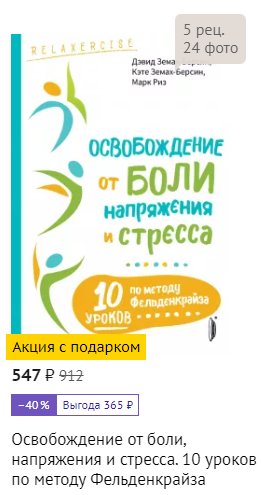 5 рец.
24 фото
RELAXERCISE
Дэвид
Кэте Земах-Берсин,
Марк Риз
ОСВОБОЖДЕНИЕ
от БОЛИ
напряжения
и стресса
10 по методу
уроков Фельденкрайза
Акция с подарком
547 ₽ 912
–40% Выгода 365 ₽
Освобождение от боли,
напряжения и стресса. 10 уроков
по методу Фельденкрайза